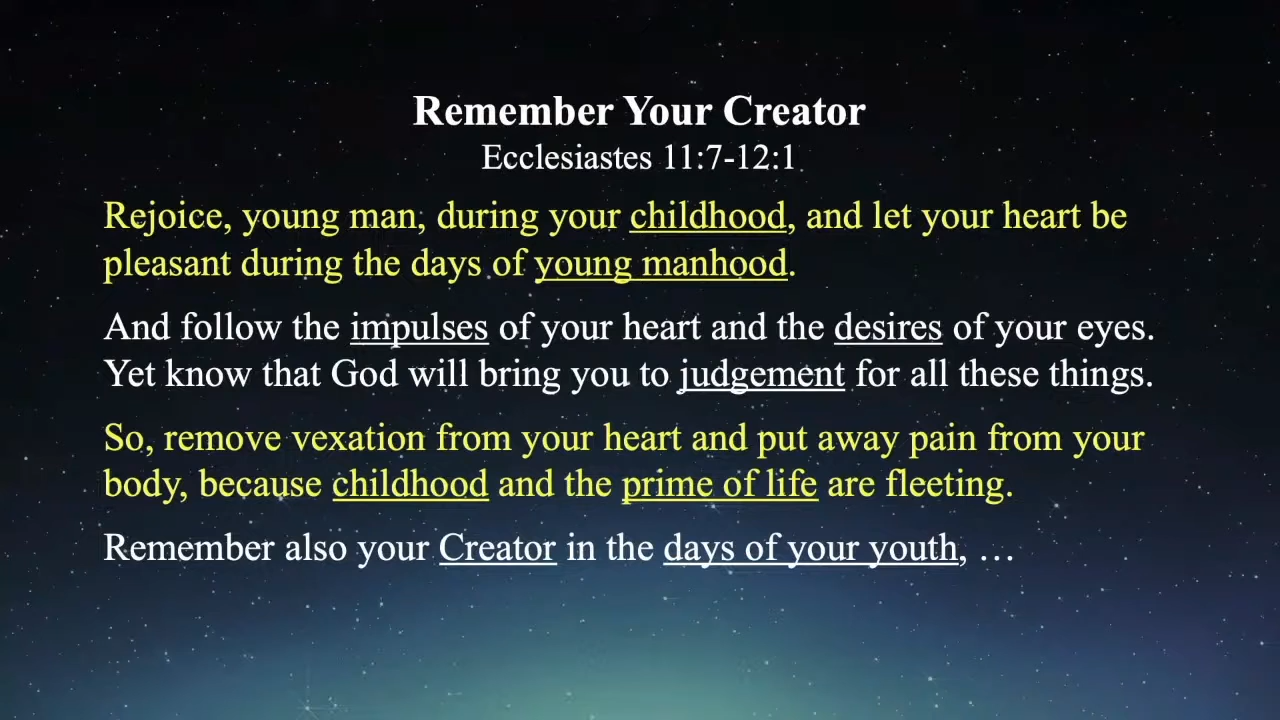 Remember Your Creator
Ecclesiastes 11:7-12:1
Rejoice, young man, during your childhood, and let your heart be
pleasant during the days of young manhood.
And follow the impulses of your heart and the desires of your eyes.
Yet know that God will bring you to judgement for all these things.
So, remove vexation from your heart and put away pain from your
body, because childhood and the prime of life are fleeting.
Remember also your Creator in the days of your youth, …